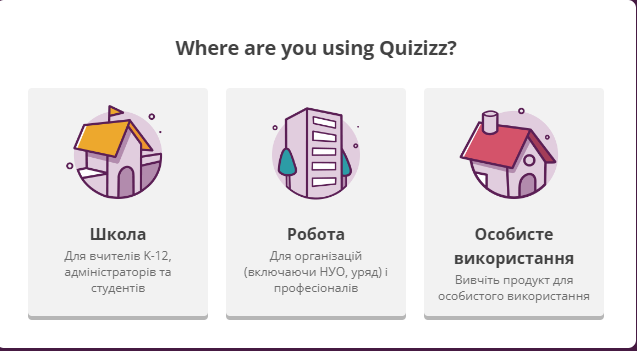 Where are you using Quizizz?
Школа
Для вчителів K-12,
адміністраторів та
студентів
Робота
Для організацій
(включаючи НУО, уряд) і
професіоналів
Особисте
використання
Вивчіть продукт для
особистого використання